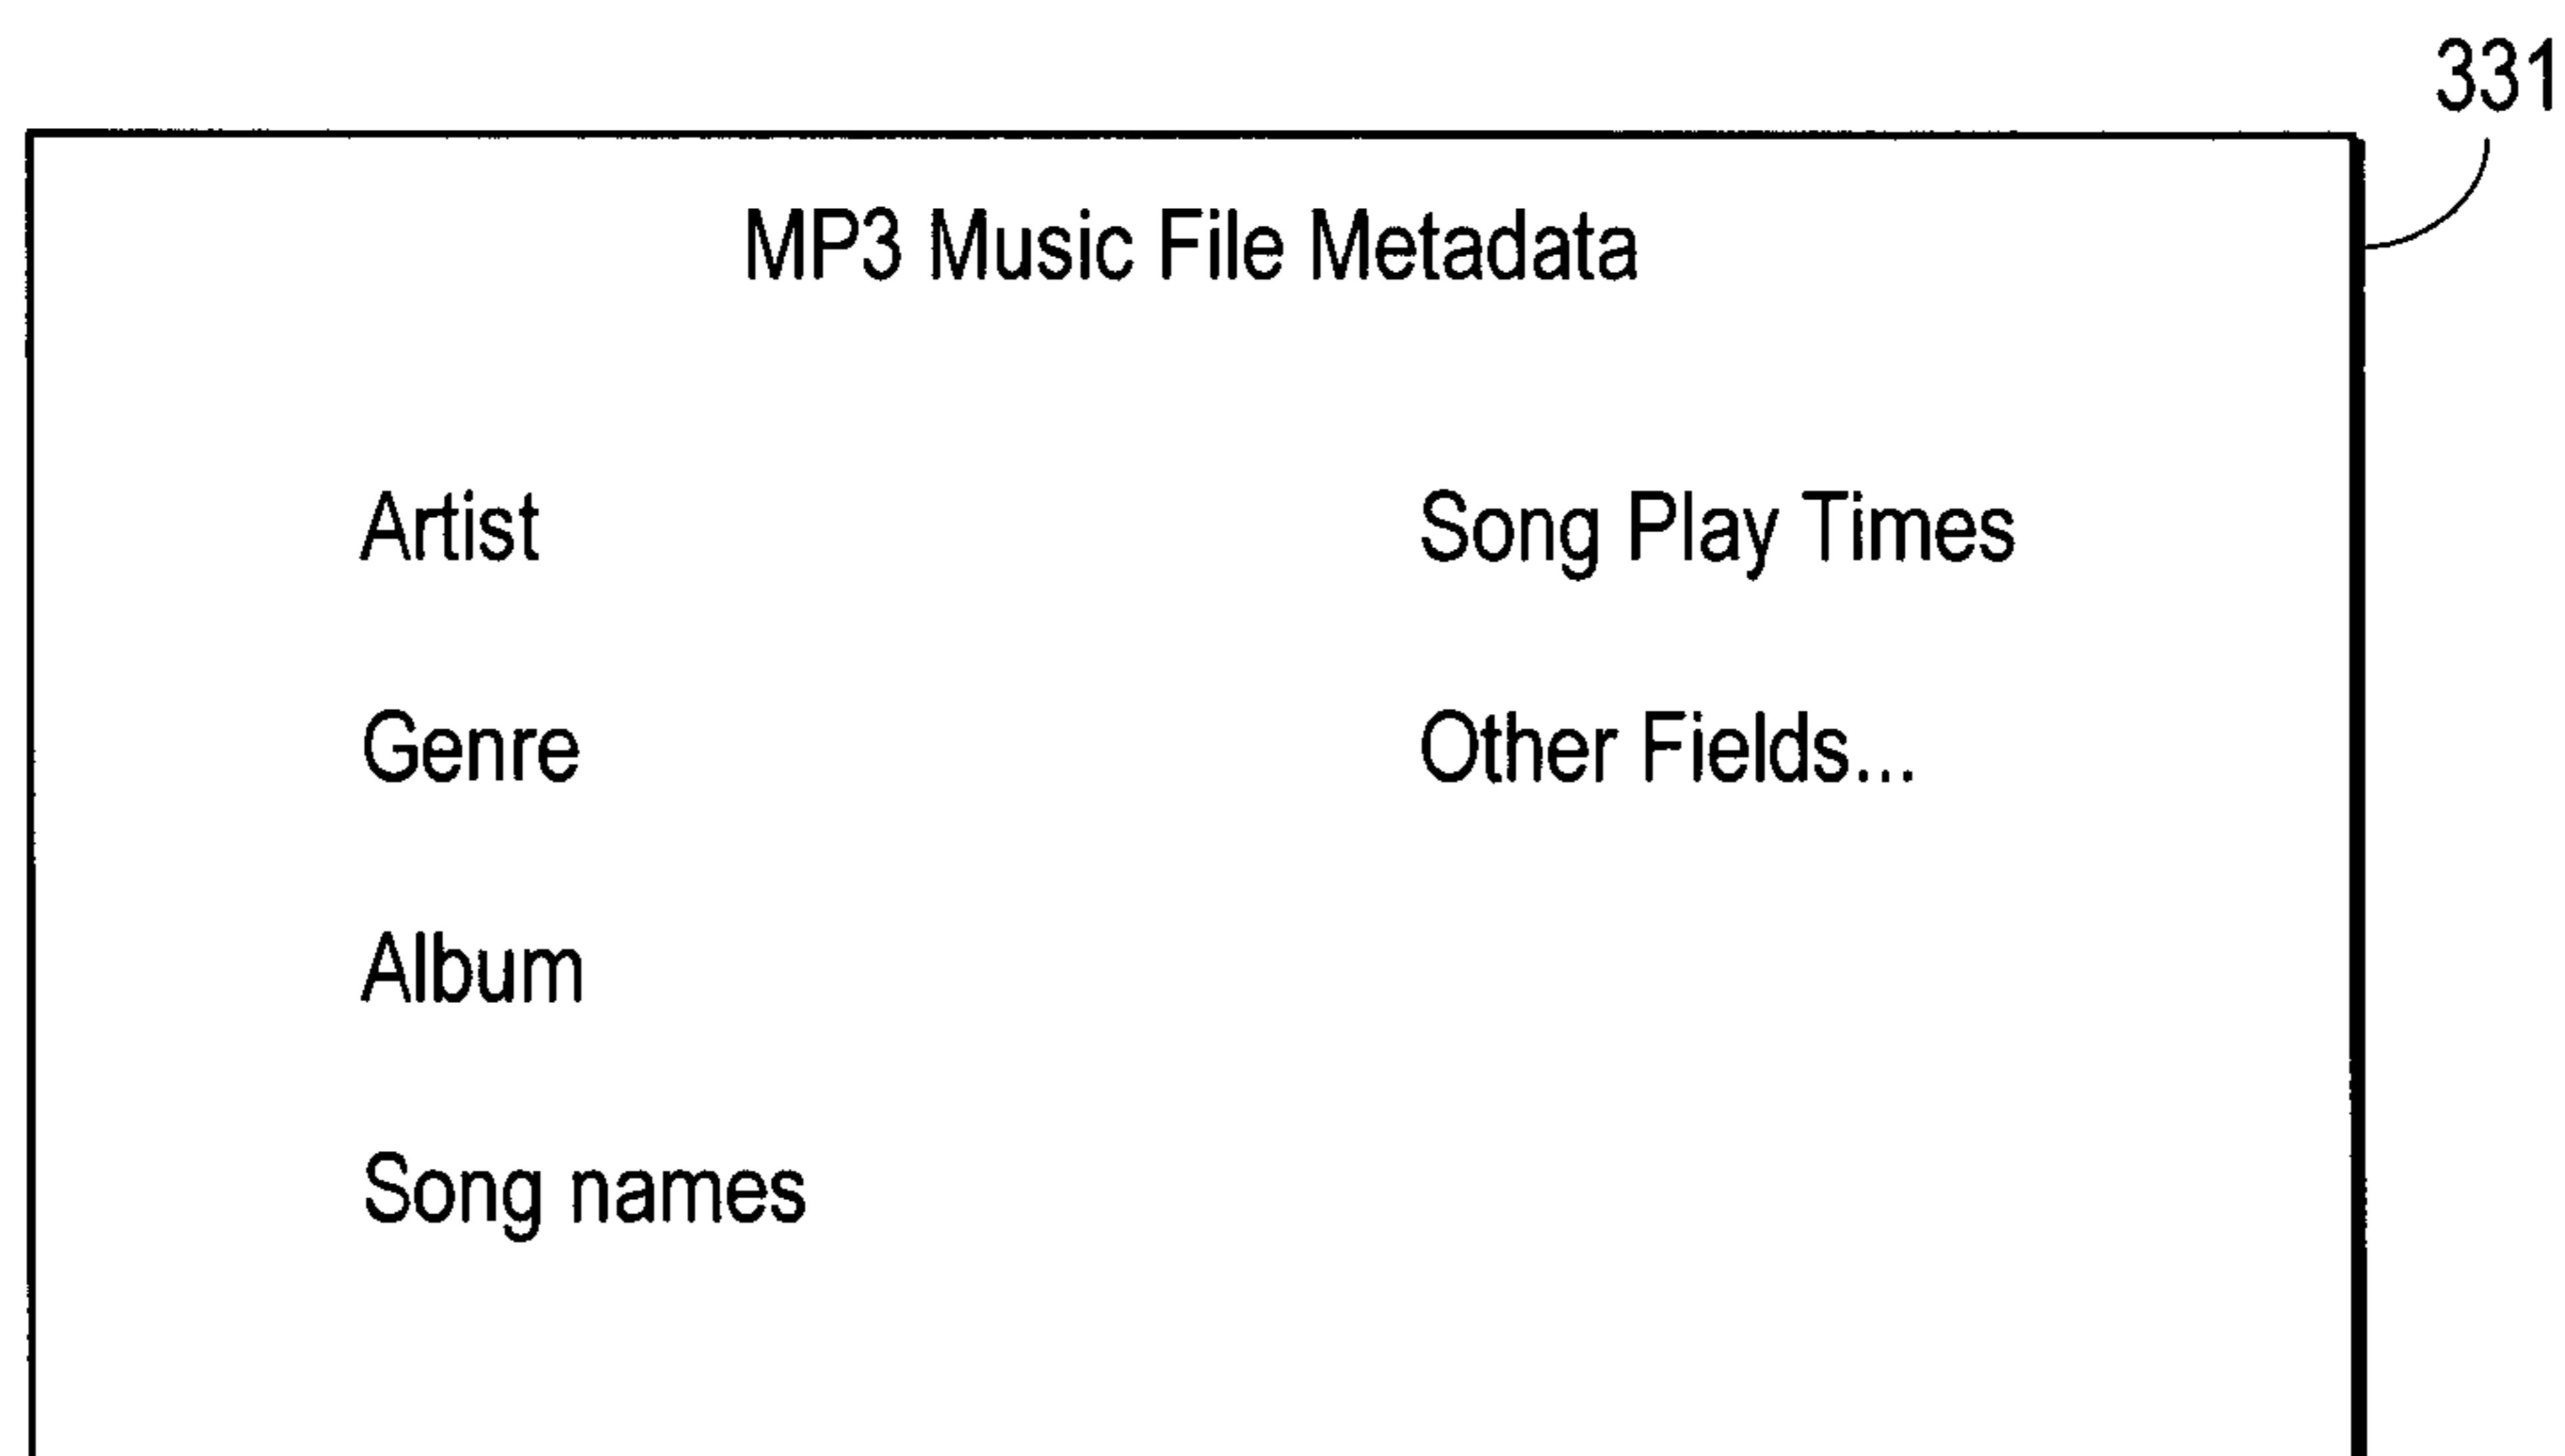 331
MP3 Music File Metadata
Artist
Song Play Times
Genre
Other Fields...
Album
Song names